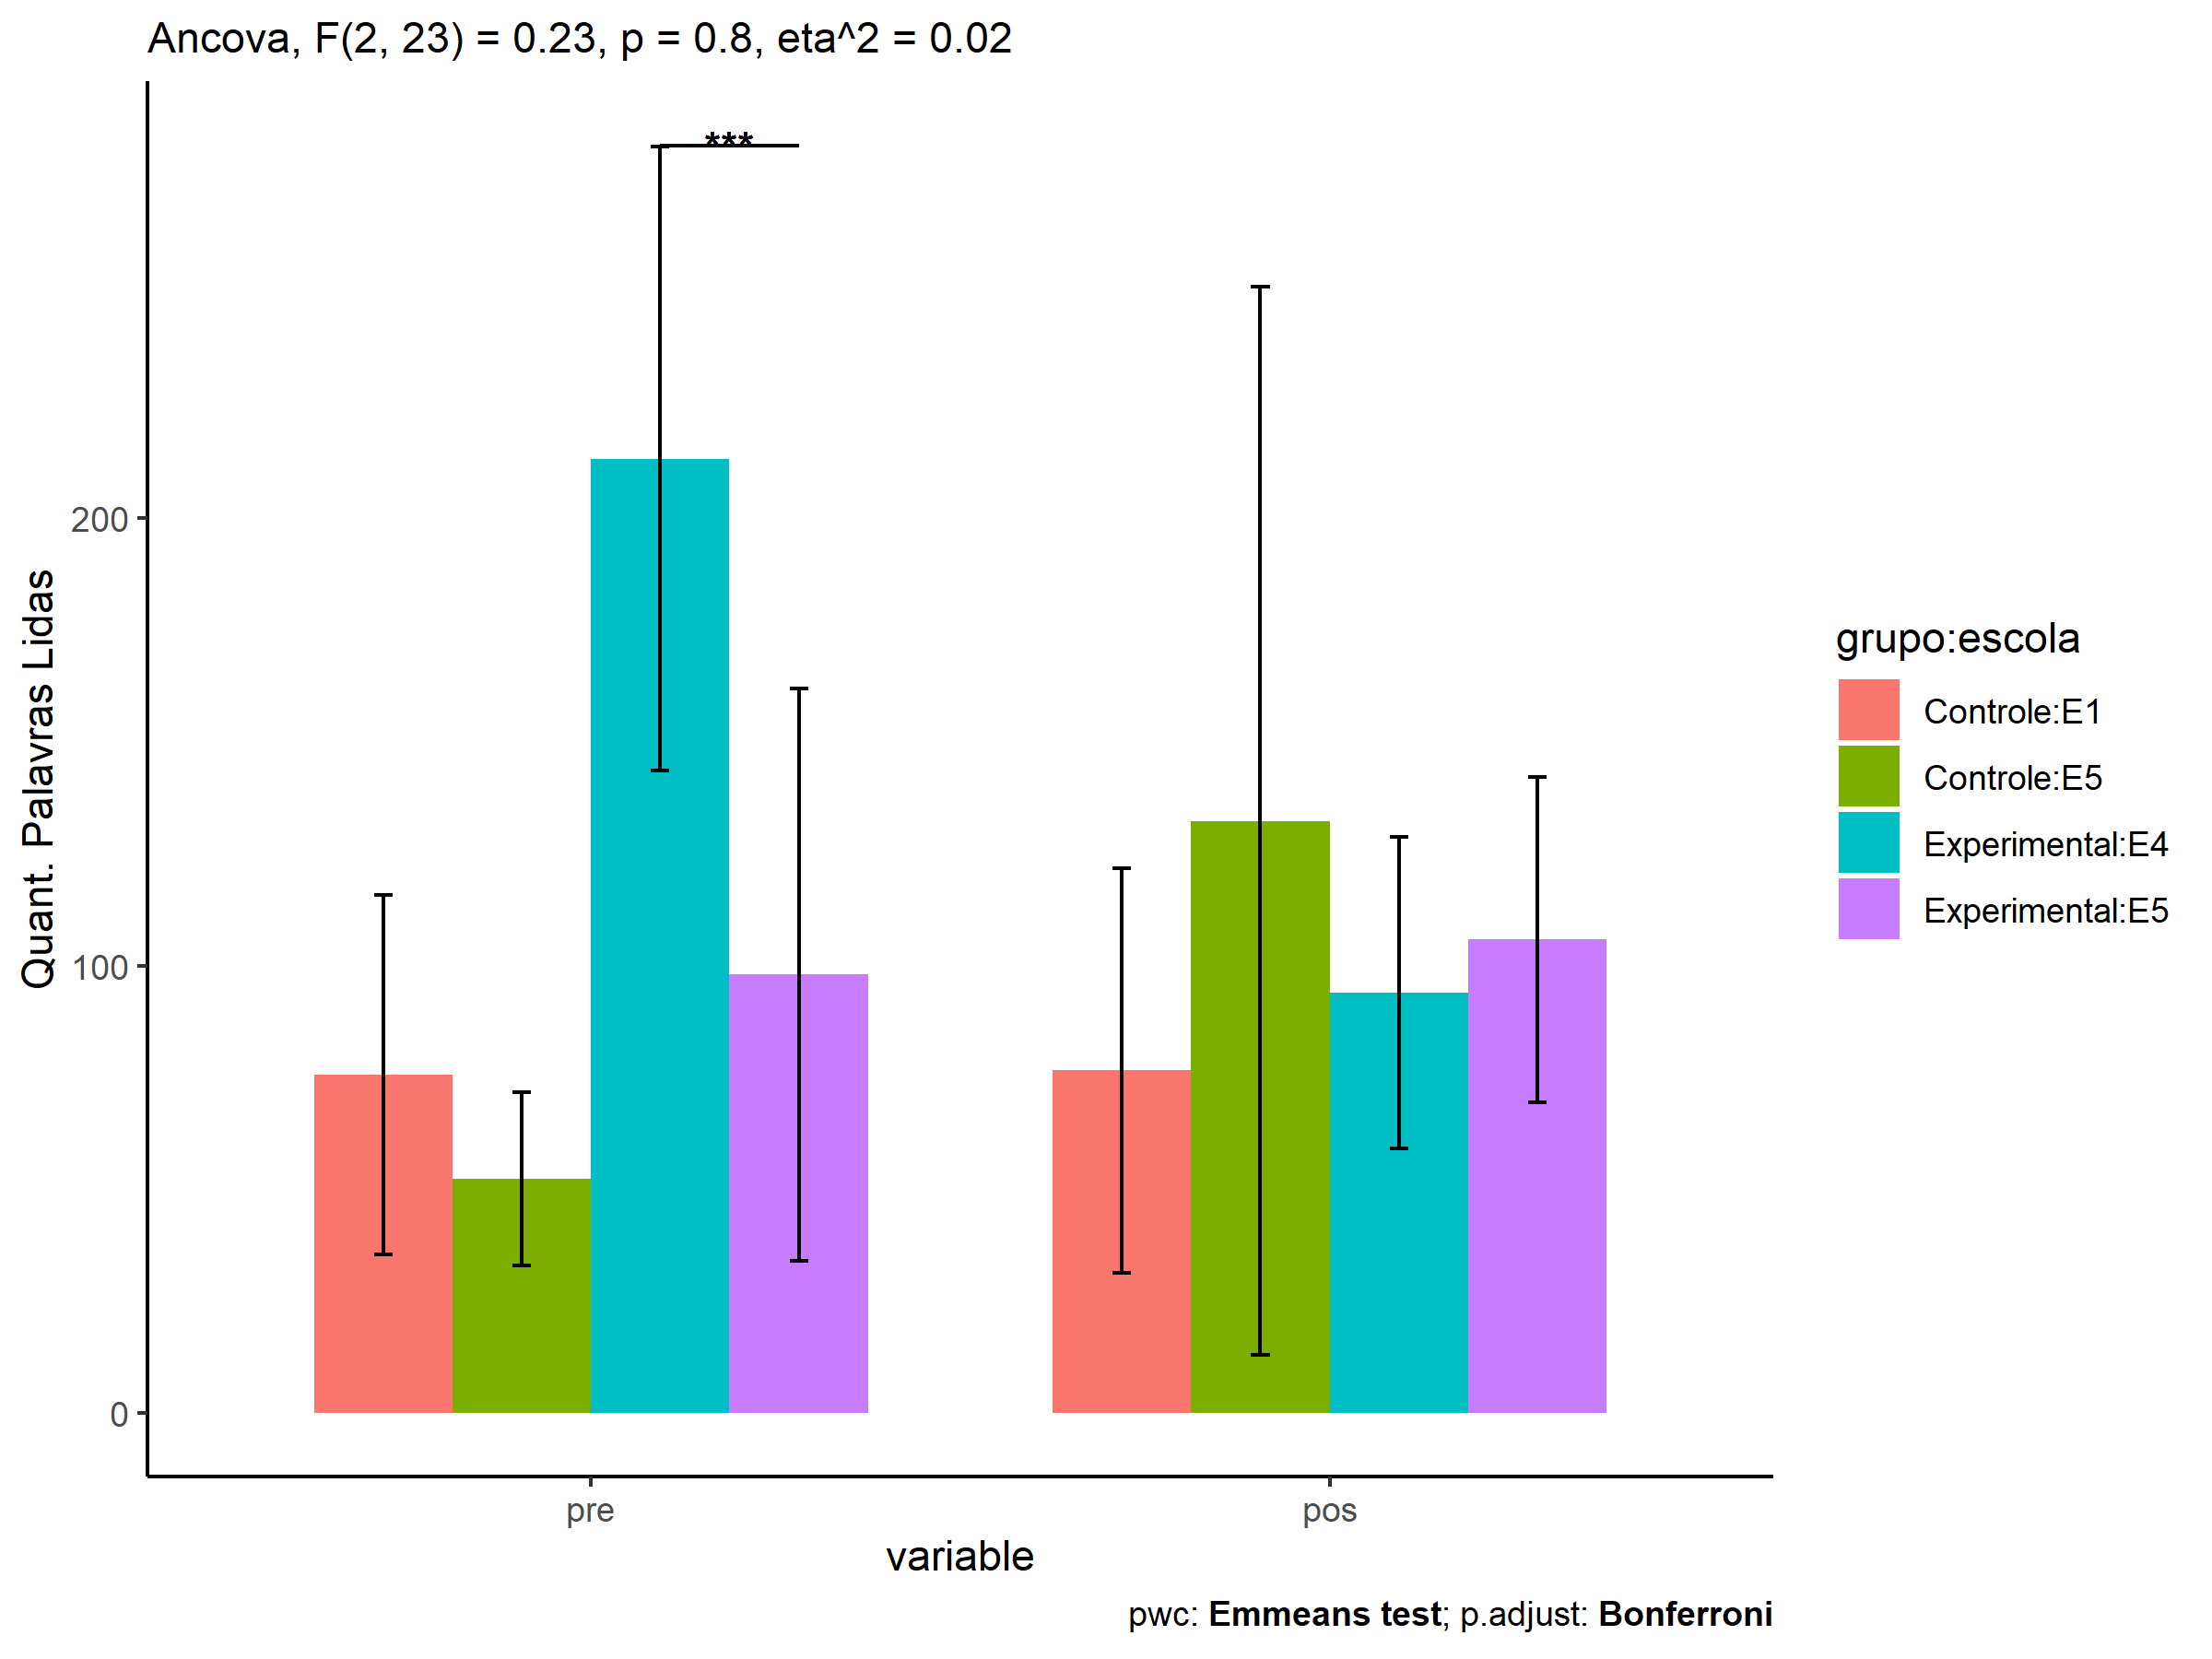 Ancova, F(2, 23) = 0.23, p = 0.8, eta^2 = 0.02
***
Quant. Palavras Lidas
200
100
0
pre
pos
variable
grupo:escola
Controle:E1
Controle:E5
Experimental:E4
Experimental:E5
pwc: Emmeans test; p.adjust: Bonferroni